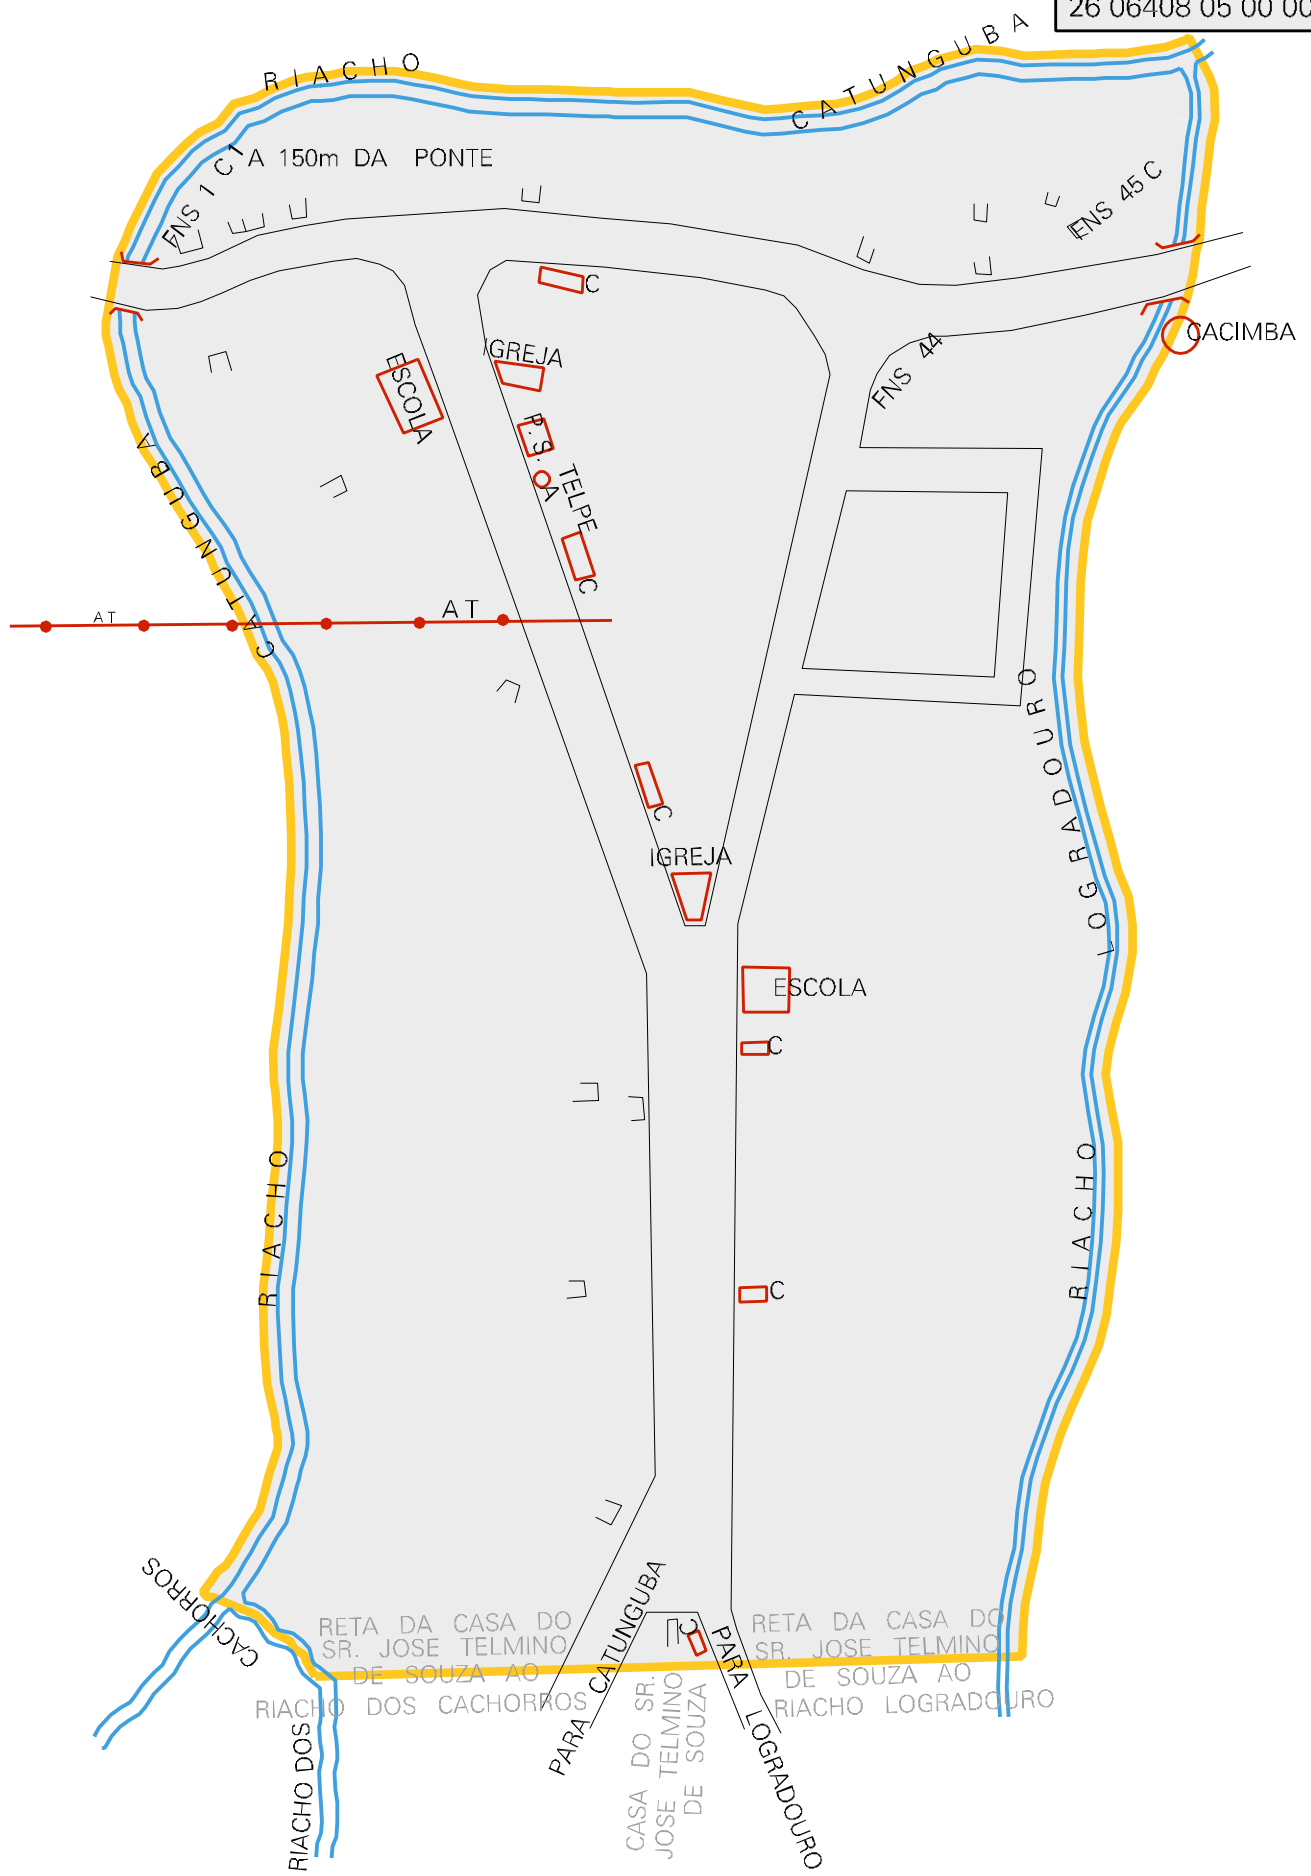 26 06408 05 00 00
RIACHO
CATUNGUBA
A 150m DA PONTE
FNS 1 C1
FNS 45 C
C
CACIMBA
IGREJA
FNS 44
ESCOLA
P.S.
TELPE
A
C
CATUNGUBA
AT
AT
LOGRADOURO
C
IGREJA
ESCOLA
C
RIACHO
RIACHO
C
CACHORROS
RIACHO DOS
RETA DA CASA DO
SR. JOSE TELMINO
DE SOUZA AO
RIACHO DOS CACHORROS
PARA CATUNGUBA
C
CASA DO SR.
JOSE TELMINO
DE SOUZA
PARA LOGRADOURO
RETA DA CASA DO
SR. JOSE TELMINO
DE SOUZA AO
RIACHO LOGRADOURO